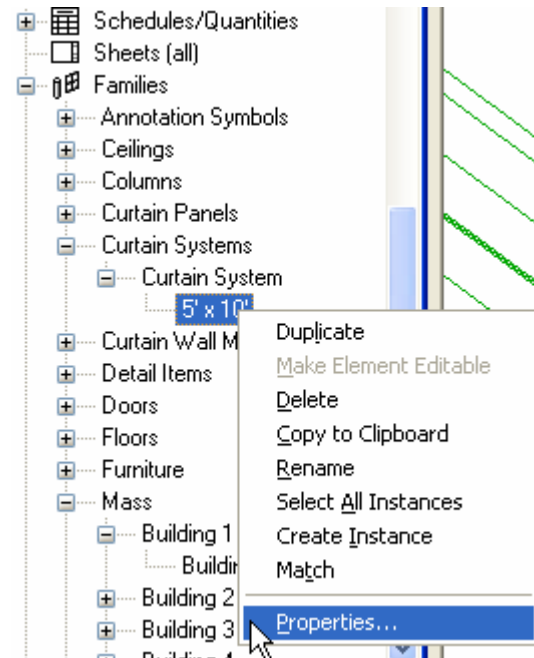 Schedules/Quantities
Sheets (all)
Families
Annotation Symbols
Ceilings
Columns
Curtain Panels
Curtain Systems
Curtain System
5' x 10'
Curtain Wall M
Detail Items
Doors
Floors
Furniture
Mass
Building 1
Buildin
Building 2
Building 3
Duplicate
Make Element Editable
Delete
Copy to Clipboard
Rename
Select All Instances
Create Instance
Match
Properties...